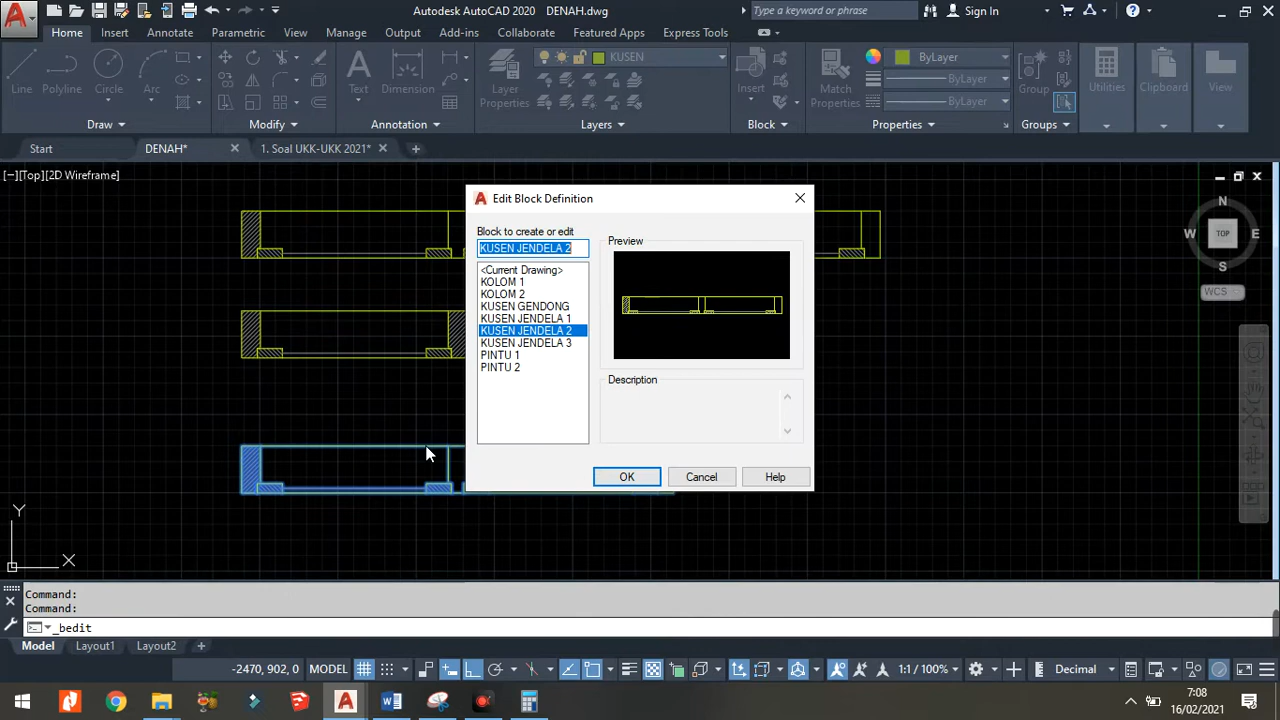 Autodesk AutoCAD 2020 DENAH.dwg
Type a keyword or phrase
Sign In
Home Insert Annotate Parametric View Manage Output Add-ins Collaborate Featured Apps Express Tools
KUSEN
ByLayer
ByLayer
ByLayer
Line Polyline Circle Arc Text Dimension Layer Properties Insert Match Properties Group Utilities Clipboard View
Draw Modify Annotation Layers Block Properties Groups
Start DENAH* 1. Soal UKK-UKK 2021*
[−][Top][2D Wireframe]
Edit Block Definition
Block to create or edit
KUSEN JENDELA 2
<Current Drawing>
KOLOM 1
KOLOM 2
KUSEN GENDONG
KUSEN JENDELA 1
KUSEN JENDELA 2
KUSEN JENDELA 3
PINTU 1
PINTU 2
Preview
Description
OK Cancel Help
N
W TOP E
S
WCS
Y
X
Command:
Command:
_bedit
Model Layout1 Layout2
-2470, 902, 0 MODEL 1:1 / 100% Decimal
7:08
16/02/2021